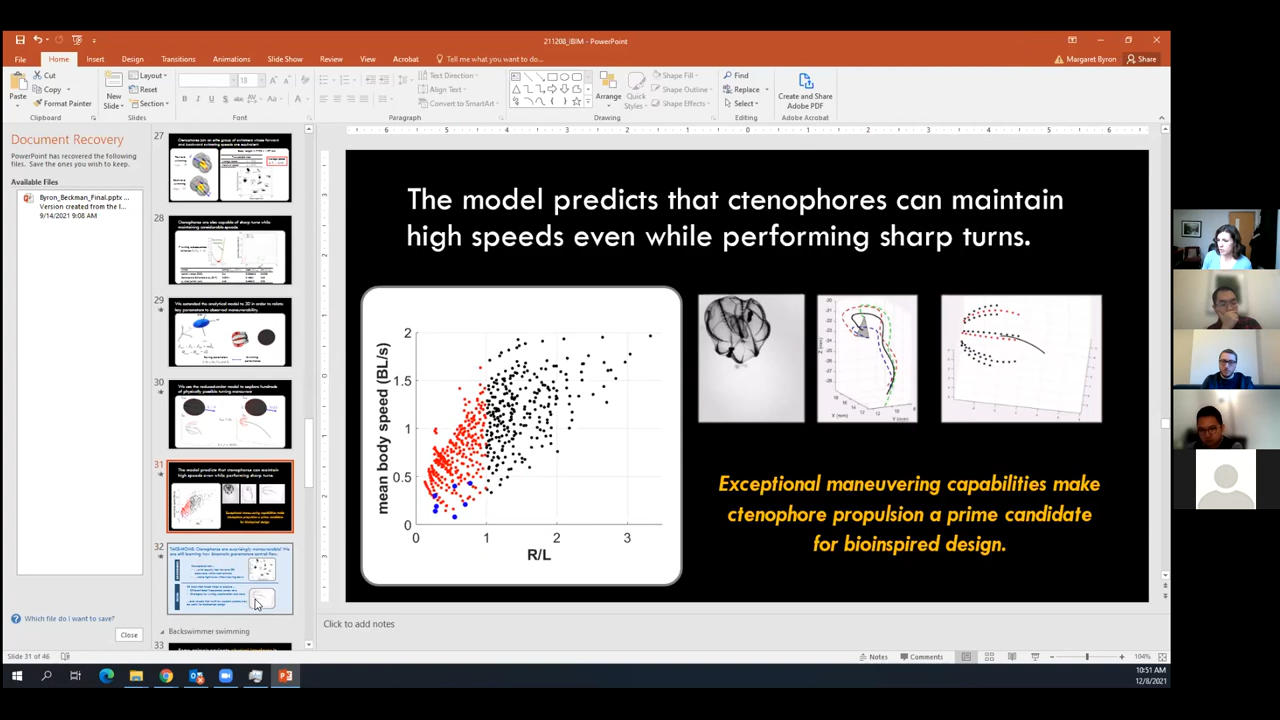 211208_IBIM - PowerPoint
File
Home
Insert
Design
Transitions
Animations
Slide Show
Review
View
Acrobat
Tell me what you want to do...
Margaret Byron
Share
Paste
Cut
Copy
Format Painter
Clipboard
New
Slide
Layout
Reset
Section
Slides
18
Font
Text Direction
Align Text
Convert to SmartArt
Paragraph
Arrange
Quick
Styles
Shape Fill
Shape Outline
Shape Effects
Drawing
Find
Replace
Select
Editing
Create and Share
Adobe PDF
Adobe Acrobat
Document Recovery
PowerPoint has recovered the
following files. Save the ones you wish to keep.
Available Files
Byron_Beckman_Final.pptx ...
Version created from the l...
9/14/2021 9:08 AM
Which file do I want to save?
Close
27
28
29
30
31
32
Backswimmer swimming
33
The model predicts that ctenophores can maintain
high speeds even while performing sharp turns.
mean body speed (BL/s)
2
1.5
1
0.5
0
0 1 2 3
R/L
Exceptional maneuvering capabilities make
ctenophore propulsion a prime candidate
for bioinspired design.
Click to add notes
Slide 31 of 46
Notes
Comments
104%
10:51 AM
12/8/2021